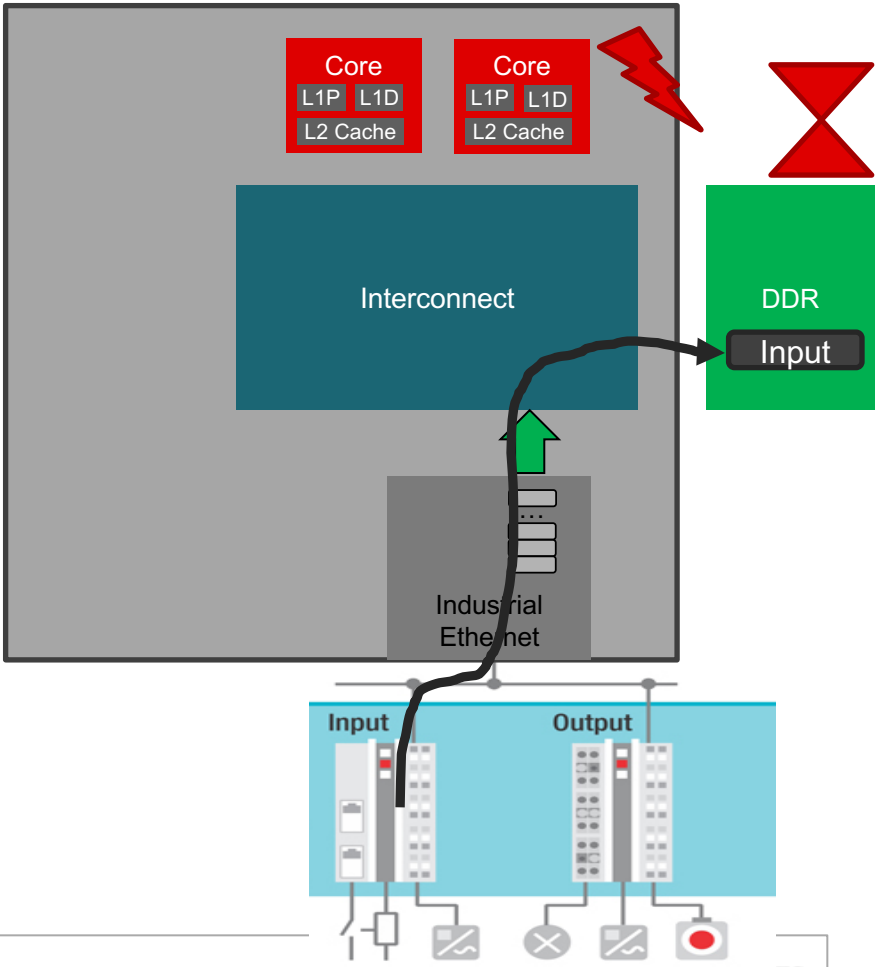 Core
Core
L1P
L1D
L1P
L1D
L2 Cache
L2 Cache
Interconnect
DDR
Input
...
Industrial
Ethernet
Input
Output